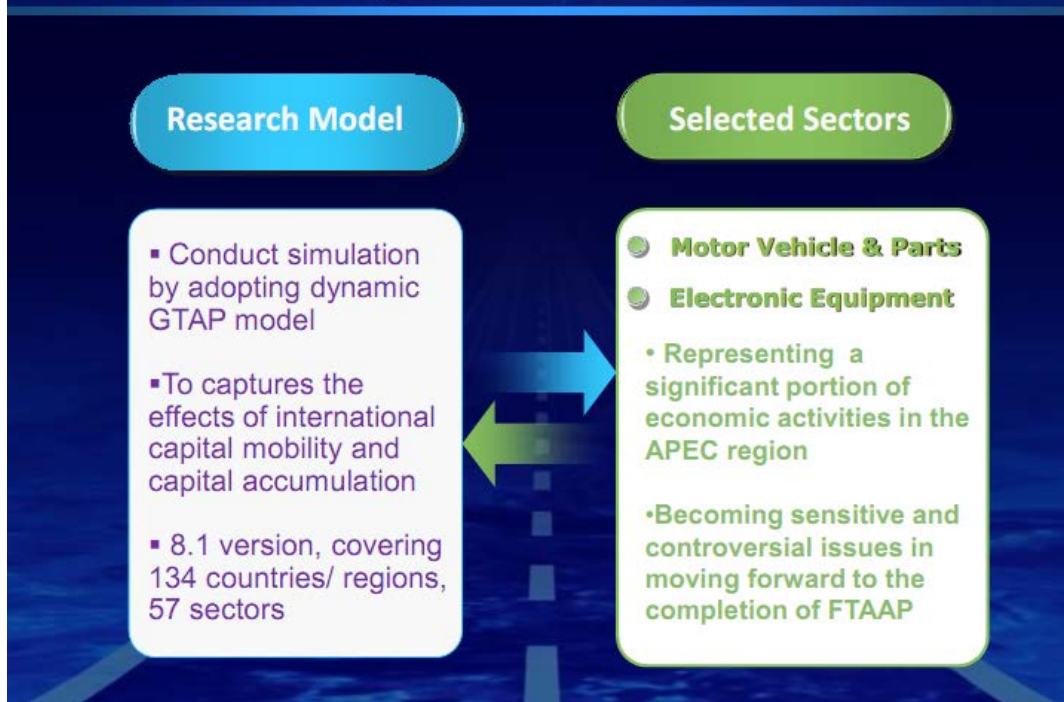 Research Model
▪ Conduct simulation
by adopting dynamic
GTAP model
▪To captures the
effects of international
capital mobility and
capital accumulation
▪ 8.1 version, covering
134 countries/ regions,
57 sectors
Selected Sectors
Motor Vehicle & Parts
Electronic Equipment
• Representing a
significant portion of
economic activities in the
APEC region
•Becoming sensitive and
controversial issues in
moving forward to the
completion of FTAAP